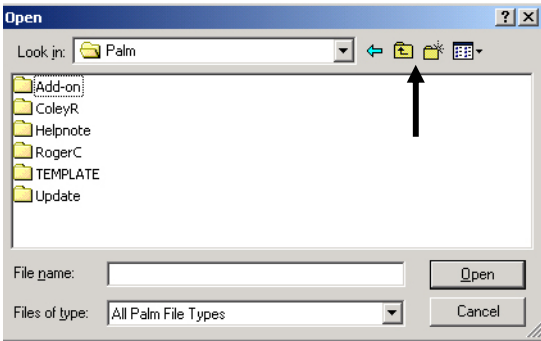 Open
Look in: Palm
Add-on
ColeyR
Helpnote
RogerC
TEMPLATE
Update
File name: Open
Files of type: All Palm File Types Cancel